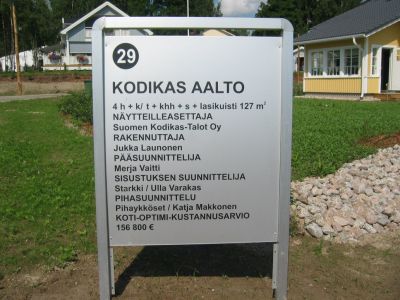 29
KODIKAS AALTO
4 h + k/ t + khh + s + lasikuisti 127 m²
NÄYTTEILLEASETTAJA
Suomen Kodikas-Talot Oy
RAKENNUTTAJA
Jukka Launonen
PÄÄSUUNNITTELIJA
Merja Vaitti
SISUSTUKSEN SUUNNITTELIJA
Starkki / Ulla Varakas
PIHASUUNNITTELU
Pihaykköset / Katja Makkonen
KOTI-OPTIMI-KUSTANNUSARVIO
156 800 €